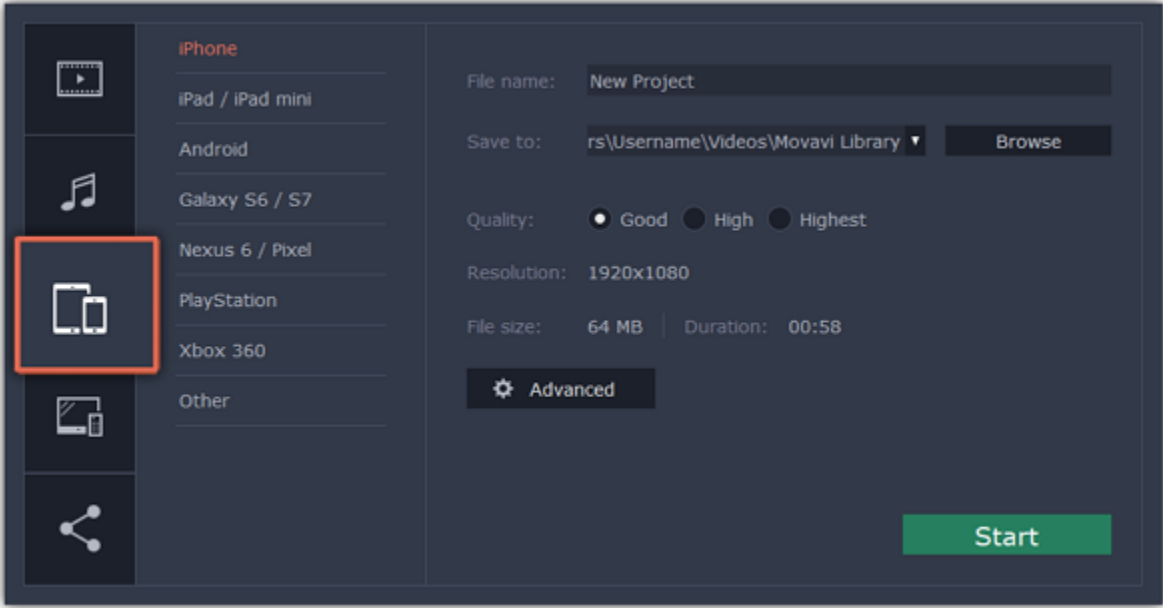 iPhone
iPad / iPad mini
Android
Galaxy S6 / S7
Nexus 6 / Pixel
PlayStation
Xbox 360
Other
File name: New Project
Save to: rs\Username\Videos\Movavi Library Browse
Quality: Good High Highest
Resolution: 1920x1080
File size: 64 MB Duration: 00:58
Advanced
Start